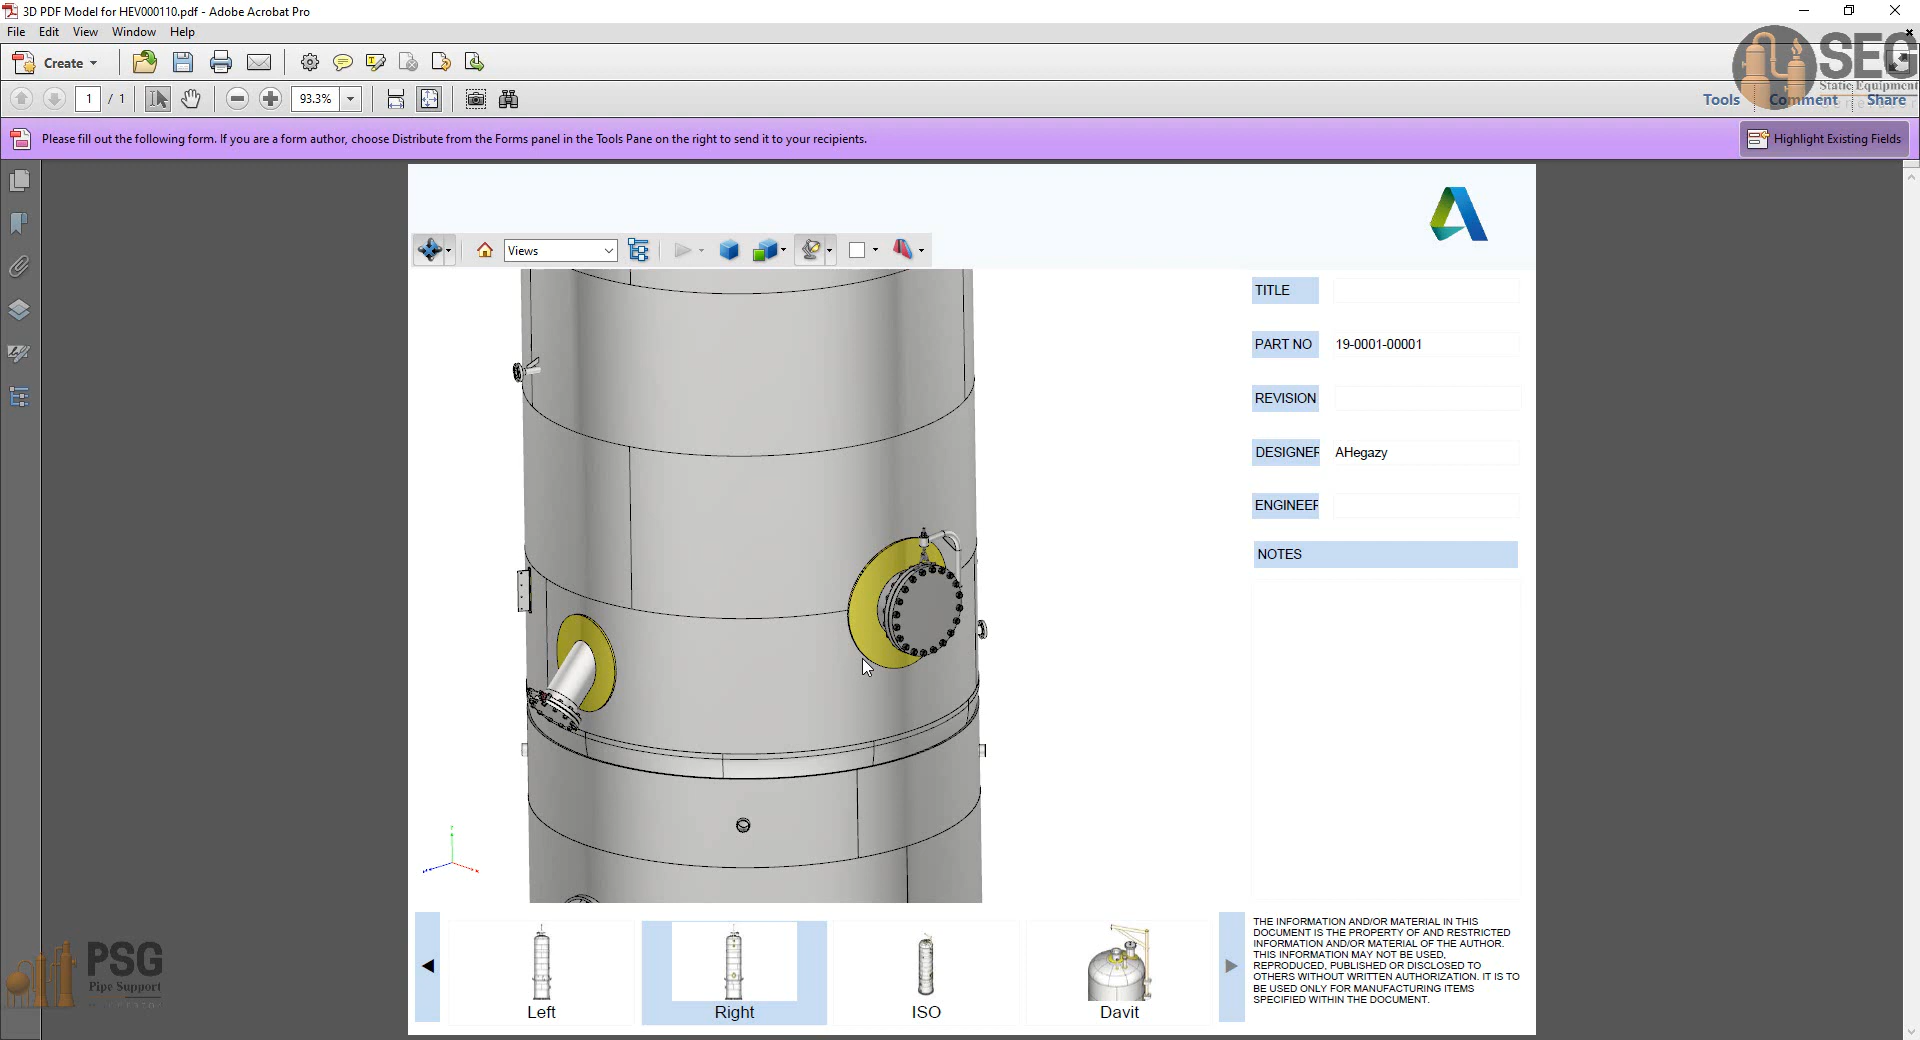 3D PDF Model for HEV000110.pdf - Adobe Acrobat Pro
File Edit View Window Help
Create
SEG
Static Equipment
1 / 1
93.3%
Tools Comment Share
Please fill out the following form. If you are a form author, choose Distribute from the Forms panel in the Tools Pane on the right to send it to your recipients.
Highlight Existing Fields
Views
TITLE
PART NO 19-0001-00001
REVISION
DESIGNER AHegazy
ENGINEER
NOTES
Left
Right
ISO
Davit
THE INFORMATION AND/OR MATERIAL IN THIS
DOCUMENT IS THE PROPERTY OF AND RESTRICTED
INFORMATION AND/OR MATERIAL OF THE AUTHOR.
THIS INFORMATION MAY NOT BE USED,
REPRODUCED, PUBLISHED OR DISCLOSED TO
OTHERS WITHOUT WRITTEN AUTHORIZATION. IT IS TO
BE USED ONLY FOR MANUFACTURING ITEMS
SPECIFIED WITHIN THE DOCUMENT.
PSG
Pipe Support